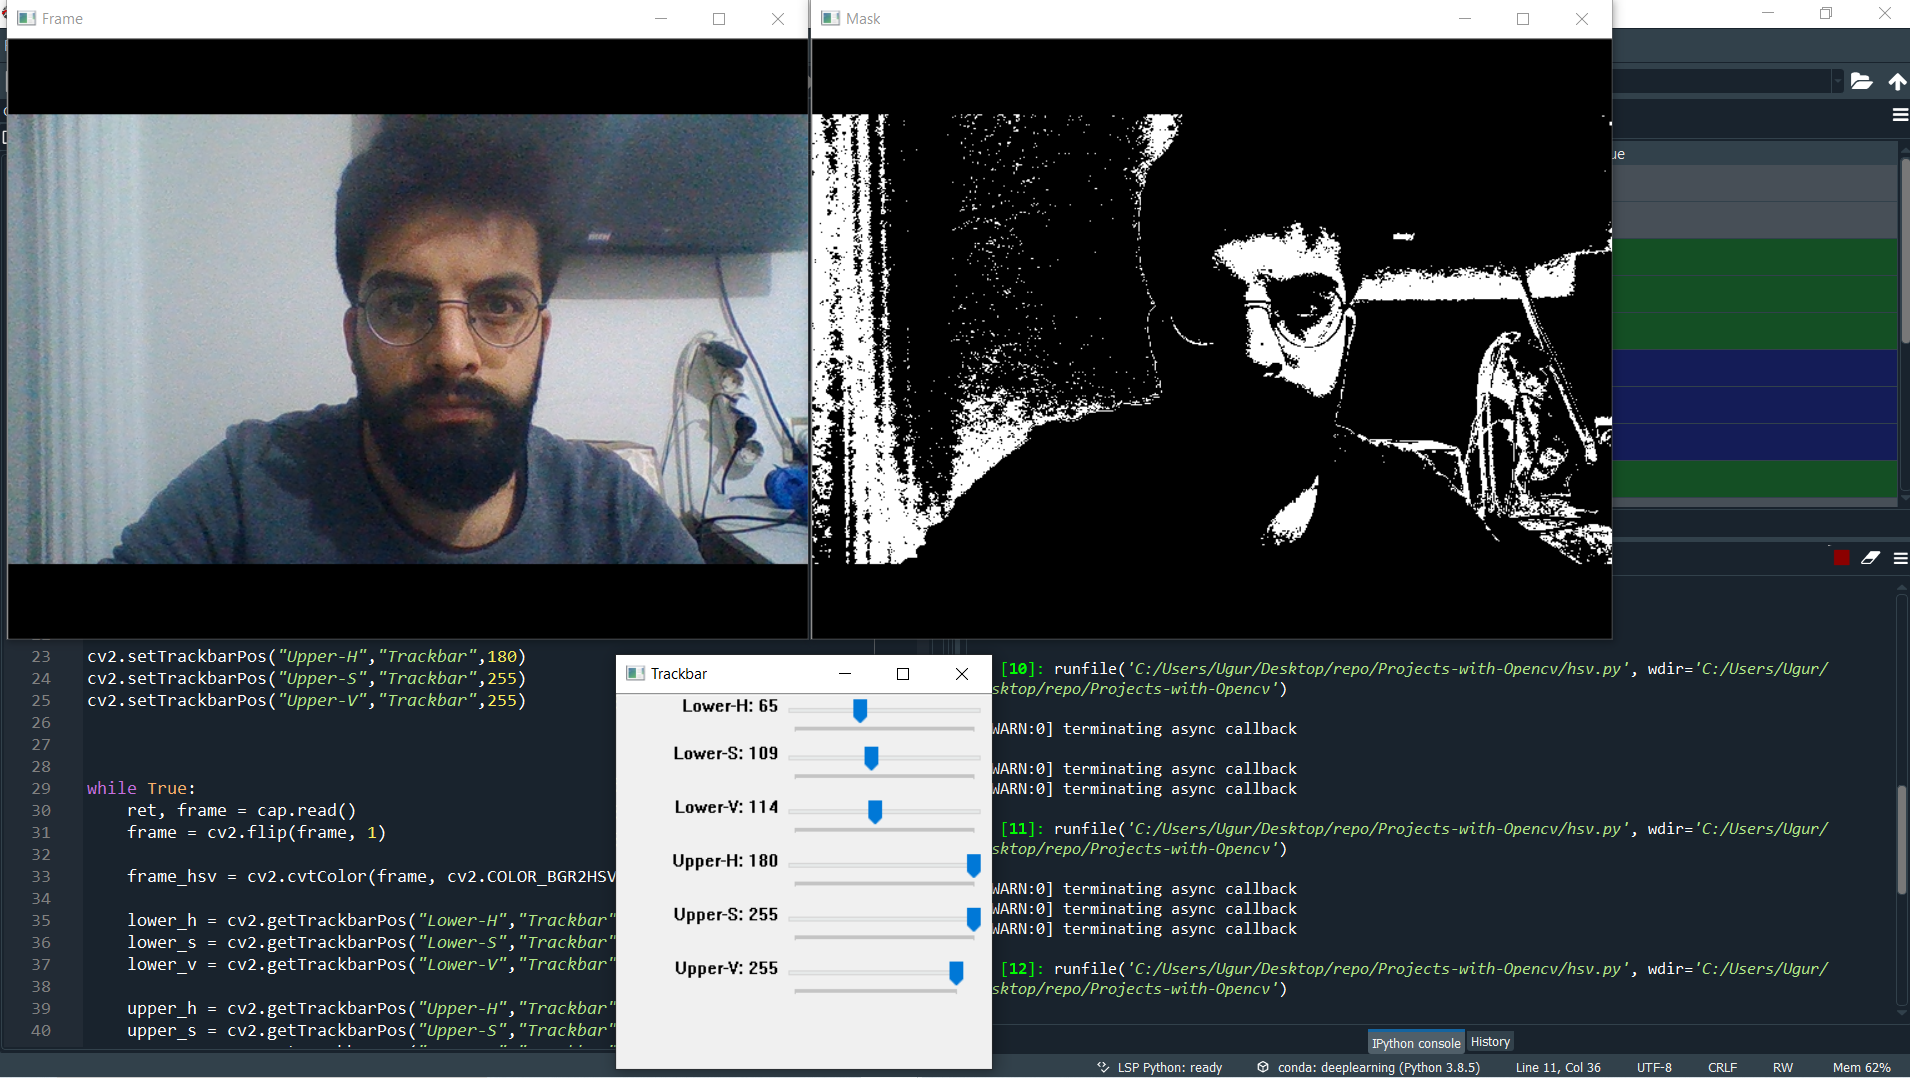 Frame
Mask
ue
23 cv2.setTrackbarPos("Upper-H","Trackbar",180)
24 cv2.setTrackbarPos("Upper-S","Trackbar",255)
25 cv2.setTrackbarPos("Upper-V","Trackbar",255)
26
27
28
29 while True:
30 ret, frame = cap.read()
31 frame = cv2.flip(frame, 1)
32
33 frame_hsv = cv2.cvtColor(frame, cv2.COLOR_BGR2HSV
34
35 lower_h = cv2.getTrackbarPos("Lower-H","Trackbar"
36 lower_s = cv2.getTrackbarPos("Lower-S","Trackbar"
37 lower_v = cv2.getTrackbarPos("Lower-V","Trackbar"
38
39 upper_h = cv2.getTrackbarPos("Upper-H","Trackbar"
40 upper_s = cv2.getTrackbarPos("Upper-S","Trackbar"
Trackbar
Lower-H: 65
Lower-S: 109
Lower-V: 114
Upper-H: 180
Upper-S: 255
Upper-V: 255
[10]: runfile('C:/Users/Ugur/Desktop/repo/Projects-with-Opencv/hsv.py', wdir='C:/Users/Ugur/
sktop/repo/Projects-with-Opencv')
WARN:0] terminating async callback
WARN:0] terminating async callback
WARN:0] terminating async callback
[11]: runfile('C:/Users/Ugur/Desktop/repo/Projects-with-Opencv/hsv.py', wdir='C:/Users/Ugur/
sktop/repo/Projects-with-Opencv')
WARN:0] terminating async callback
WARN:0] terminating async callback
WARN:0] terminating async callback
[12]: runfile('C:/Users/Ugur/Desktop/repo/Projects-with-Opencv/hsv.py', wdir='C:/Users/Ugur/
sktop/repo/Projects-with-Opencv')
IPython console History
LSP Python: ready conda: deeplearning (Python 3.8.5) Line 11, Col 36 UTF-8 CRLF RW Mem 62%